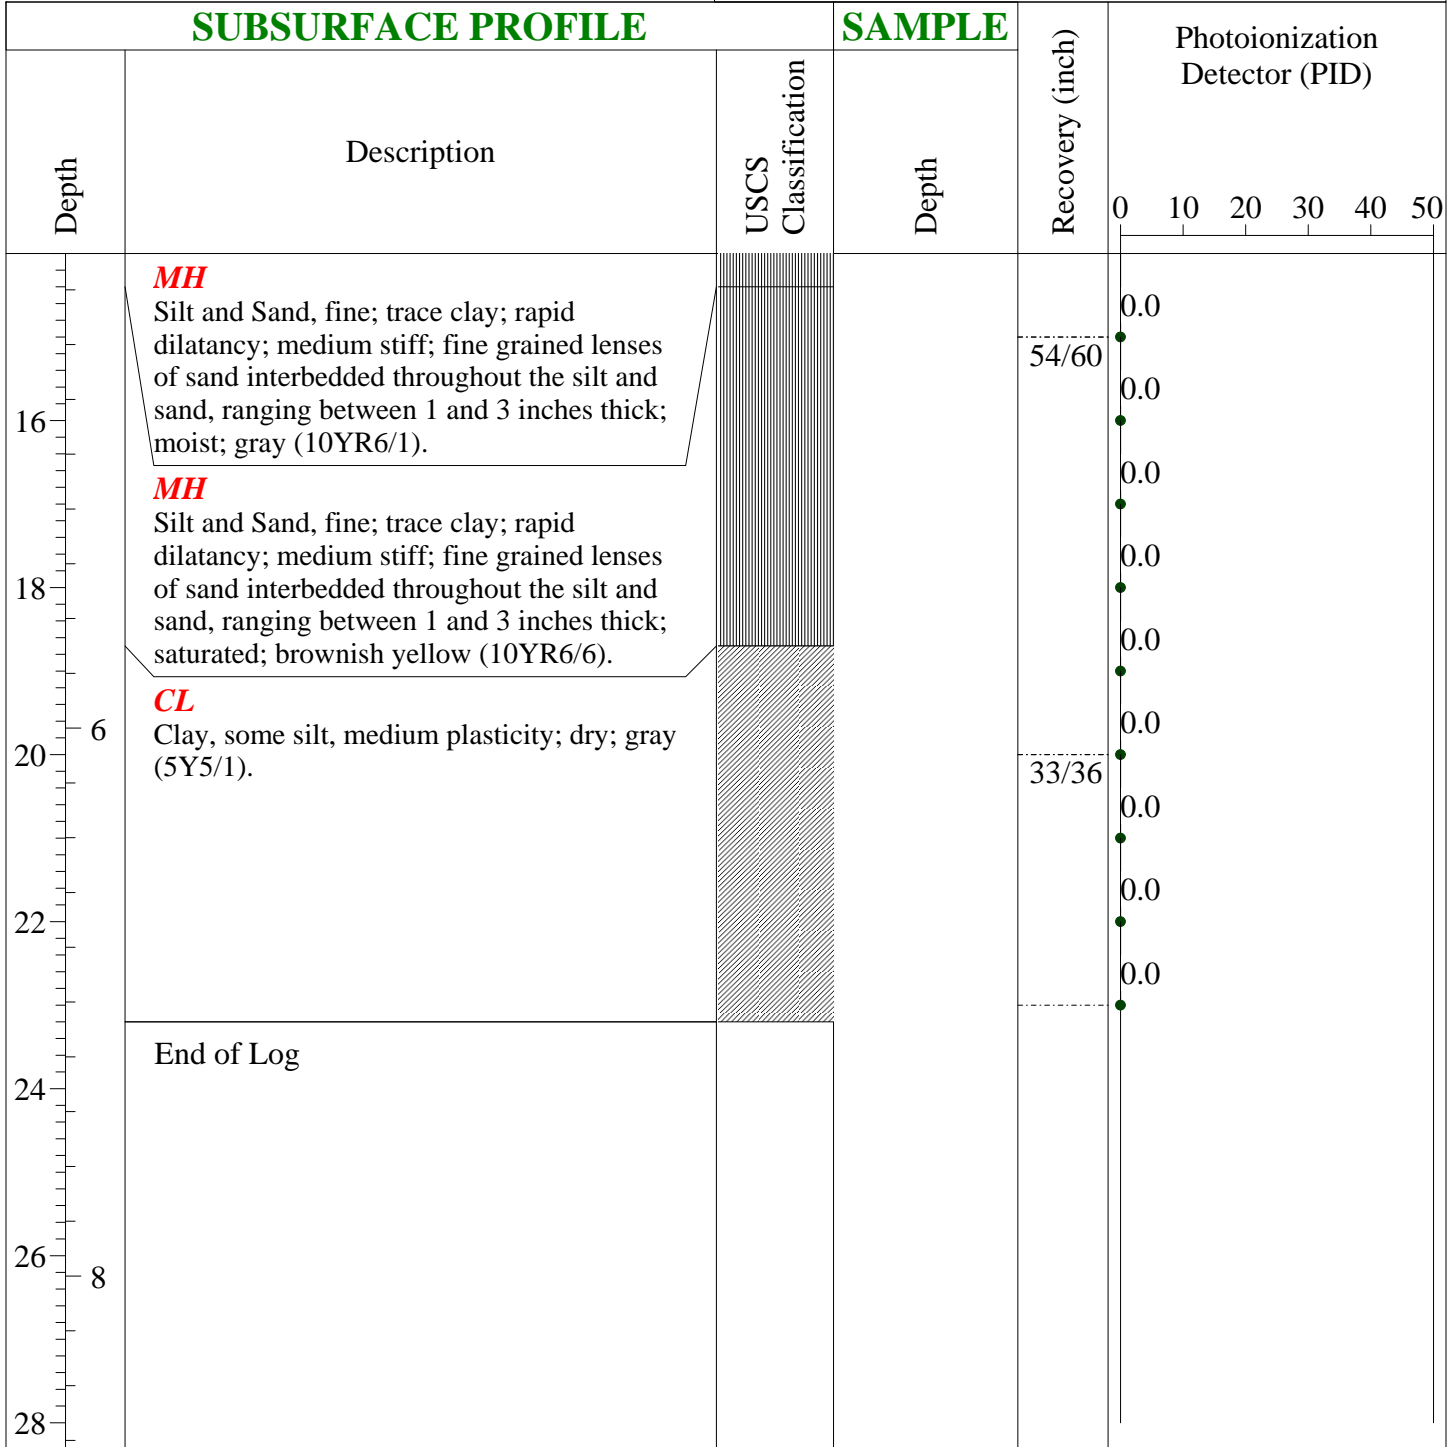 SUBSURFACE PROFILE
SAMPLE
Depth
Description
USCS
Classification
Depth
Recovery (inch)
Photoionization
Detector (PID)
0 10 20 30 40 50
MH
Silt and Sand, fine; trace clay; rapid
dilatancy; medium stiff; fine grained lenses
of sand interbedded throughout the silt and
sand, ranging between 1 and 3 inches thick;
moist; gray (10YR6/1).
MH
Silt and Sand, fine; trace clay; rapid
dilatancy; medium stiff; fine grained lenses
of sand interbedded throughout the silt and
sand, ranging between 1 and 3 inches thick;
saturated; brownish yellow (10YR6/6).
CL
Clay, some silt, medium plasticity; dry; gray
(5Y5/1).
End of Log
16
18
20
22
24
26
28
6
8
54/60
33/36
0.0
0.0
0.0
0.0
0.0
0.0
0.0
0.0
0.0